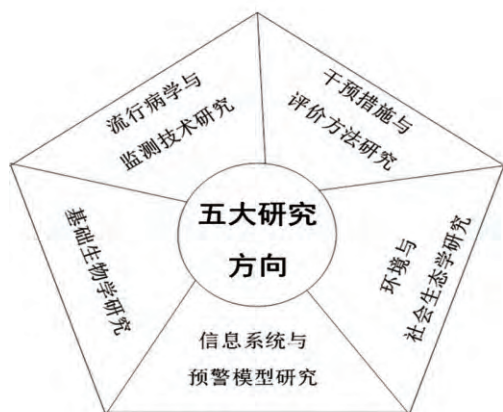 流行病学与
监测技术研究
干预措施与
评价方法研究
五大研究
方向
基础生物学研究
环境与
社会生态学研究
信息系统与
预警模型研究